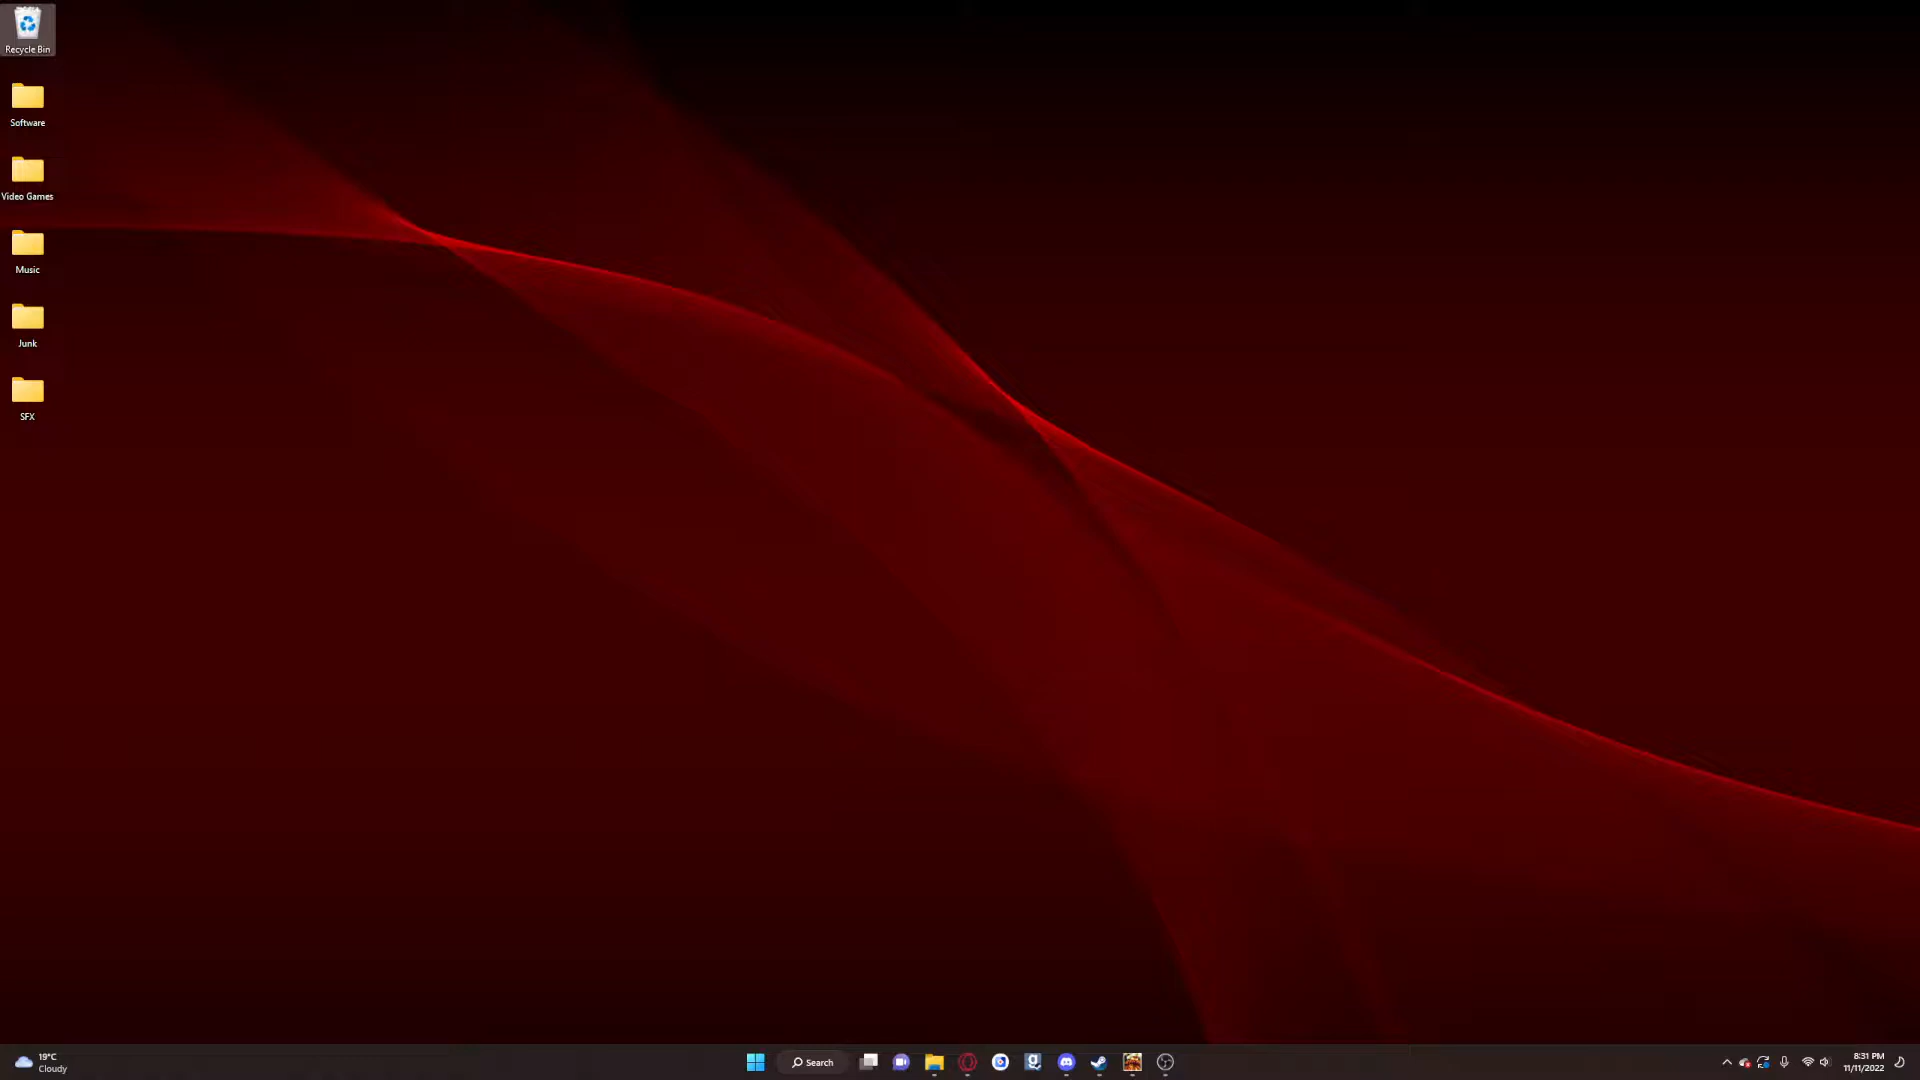 Recycle Bin
Software
Video Games
Music
Junk
SFX
19°C
Cloudy
Search
8:31 PM
11/11/2022